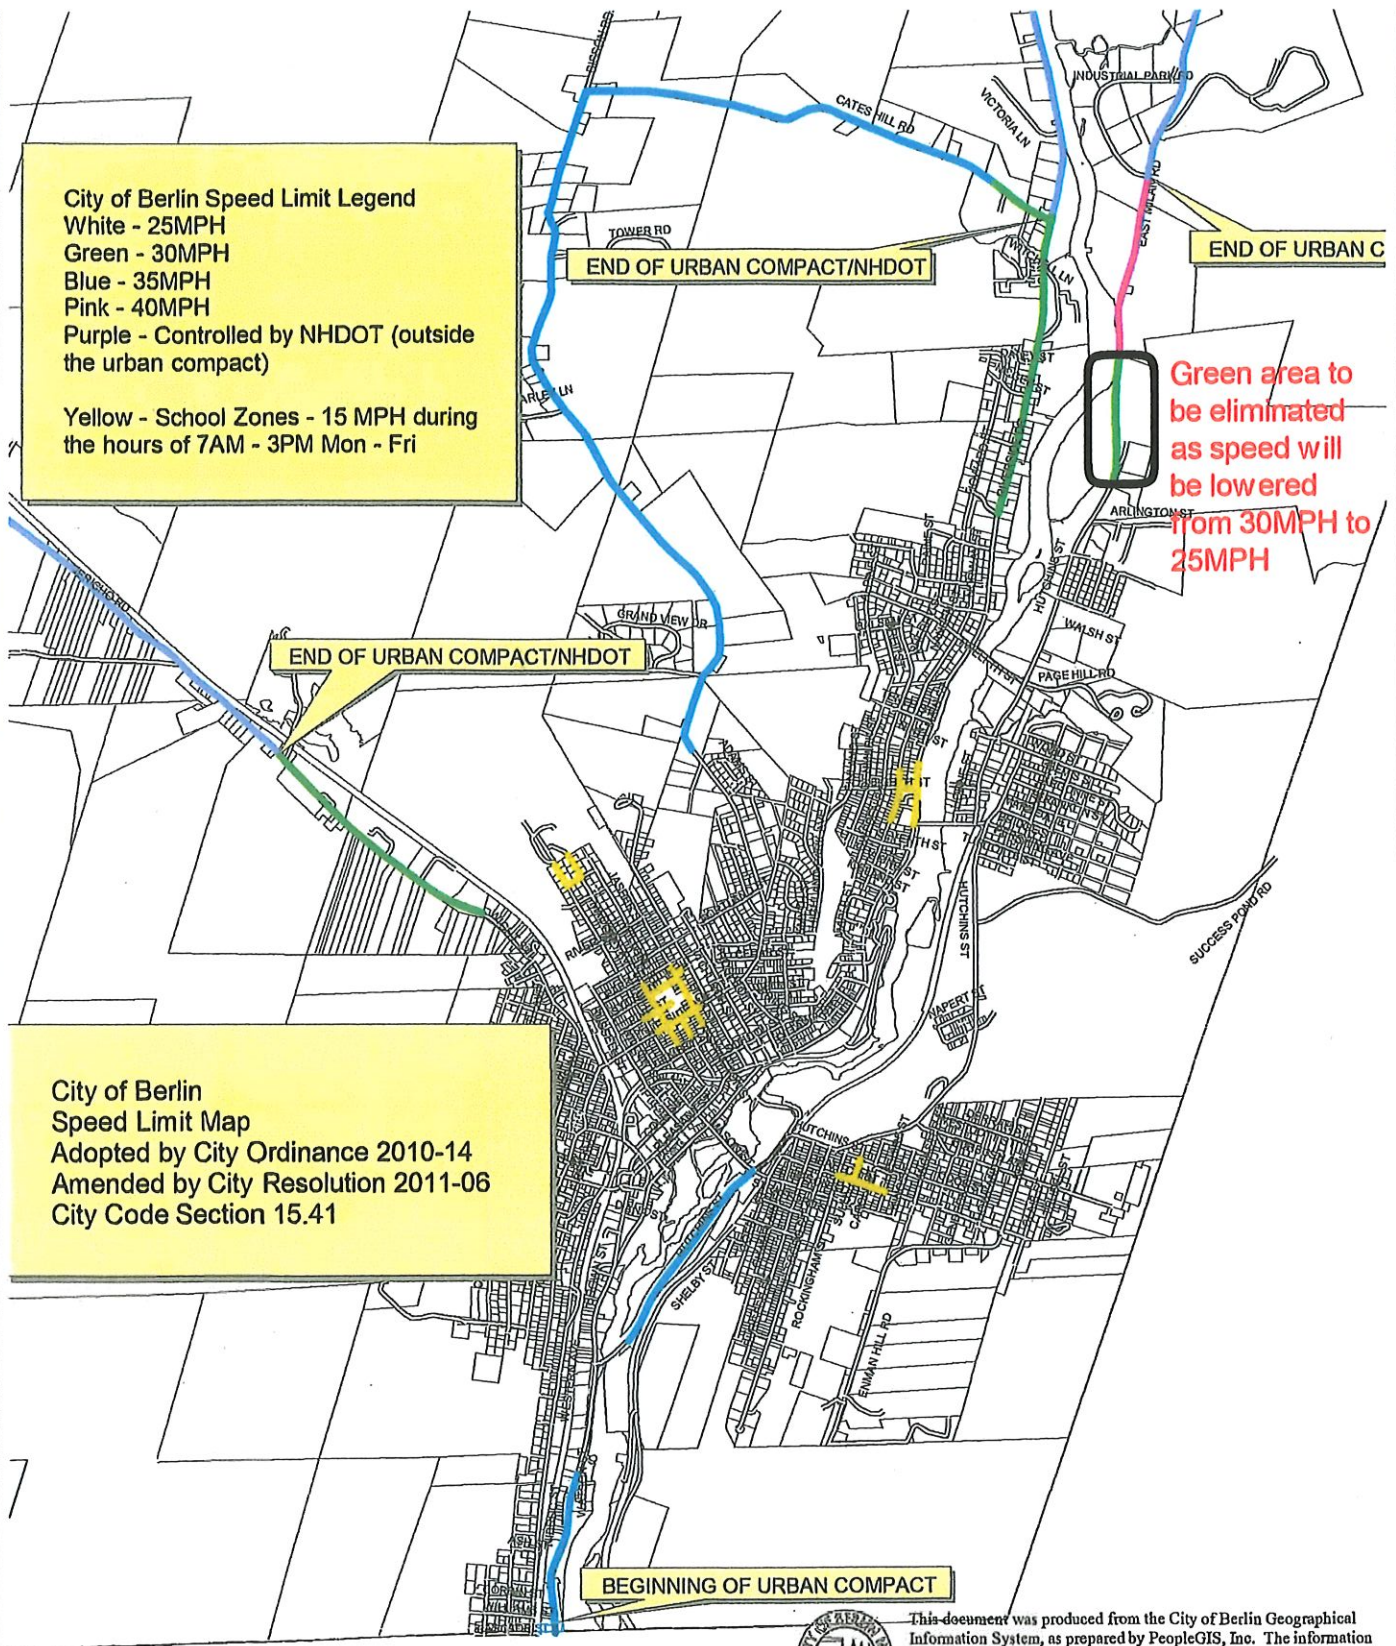 INDUSTRIAL PARK RD
VICTORIA LN
CATES HILL RD
EAST MILAN RD
City of Berlin Speed Limit Legend
White - 25MPH
Green - 30MPH
Blue - 35MPH
Pink - 40MPH
Purple - Controlled by NHDOT (outside
the urban compact)
Yellow - School Zones - 15 MPH during
the hours of 7AM - 3PM Mon - Fri
TOWER RD
END OF URBAN COMPACT/NHDOT
END OF URBAN C
Green area to
be eliminated
as speed will
be lowered
from 30MPH to
25MPH
ARLINGTON ST
HUTCHINS ST
WALSH ST
PAGE HILL RD
GRAND VIEW DR
END OF URBAN COMPACT/NHDOT
HUTCHINS ST
SUCCESS POND RD
NAPERT ST
City of Berlin
Speed Limit Map
Adopted by City Ordinance 2010-14
Amended by City Resolution 2011-06
City Code Section 15.41
HUTCHINS
SHELBY ST
ROCKINGHAM ST
ENMAN HILL RD
BEGINNING OF URBAN COMPACT
This document was produced from the City of Berlin Geographical
Information System, as prepared by PeopleGIS, Inc. The information